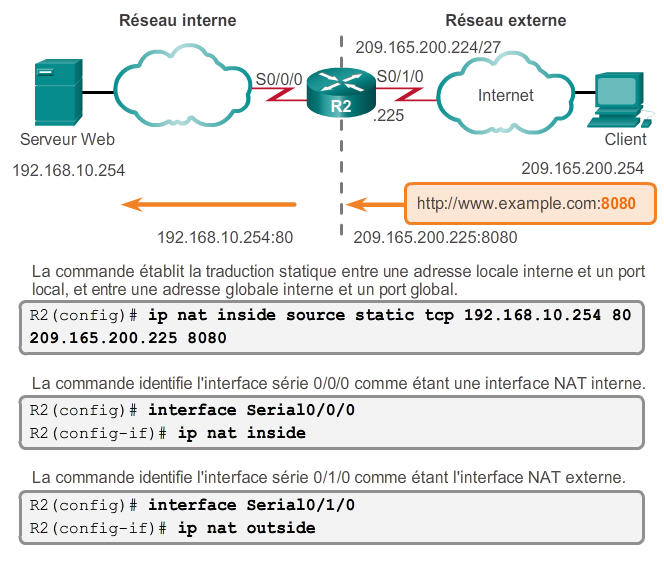 Réseau interne
Réseau externe
209.165.200.224/27
S0/0/0
S0/1/0
R2
.225
Internet
Serveur Web
Client
192.168.10.254
209.165.200.254
http://www.example.com:8080
192.168.10.254:80
209.165.200.225:8080
La commande établit la traduction statique entre une adresse locale interne et un port
local, et entre une adresse globale interne et un port global.
R2(config)# ip nat inside source static tcp 192.168.10.254 80
209.165.200.225 8080
La commande identifie l'interface série 0/0/0 comme étant une interface NAT interne.
R2(config)# interface Serial0/0/0
R2(config-if)# ip nat inside
La commande identifie l'interface série 0/1/0 comme étant l'interface NAT externe.
R2(config)# interface Serial0/1/0
R2(config-if)# ip nat outside